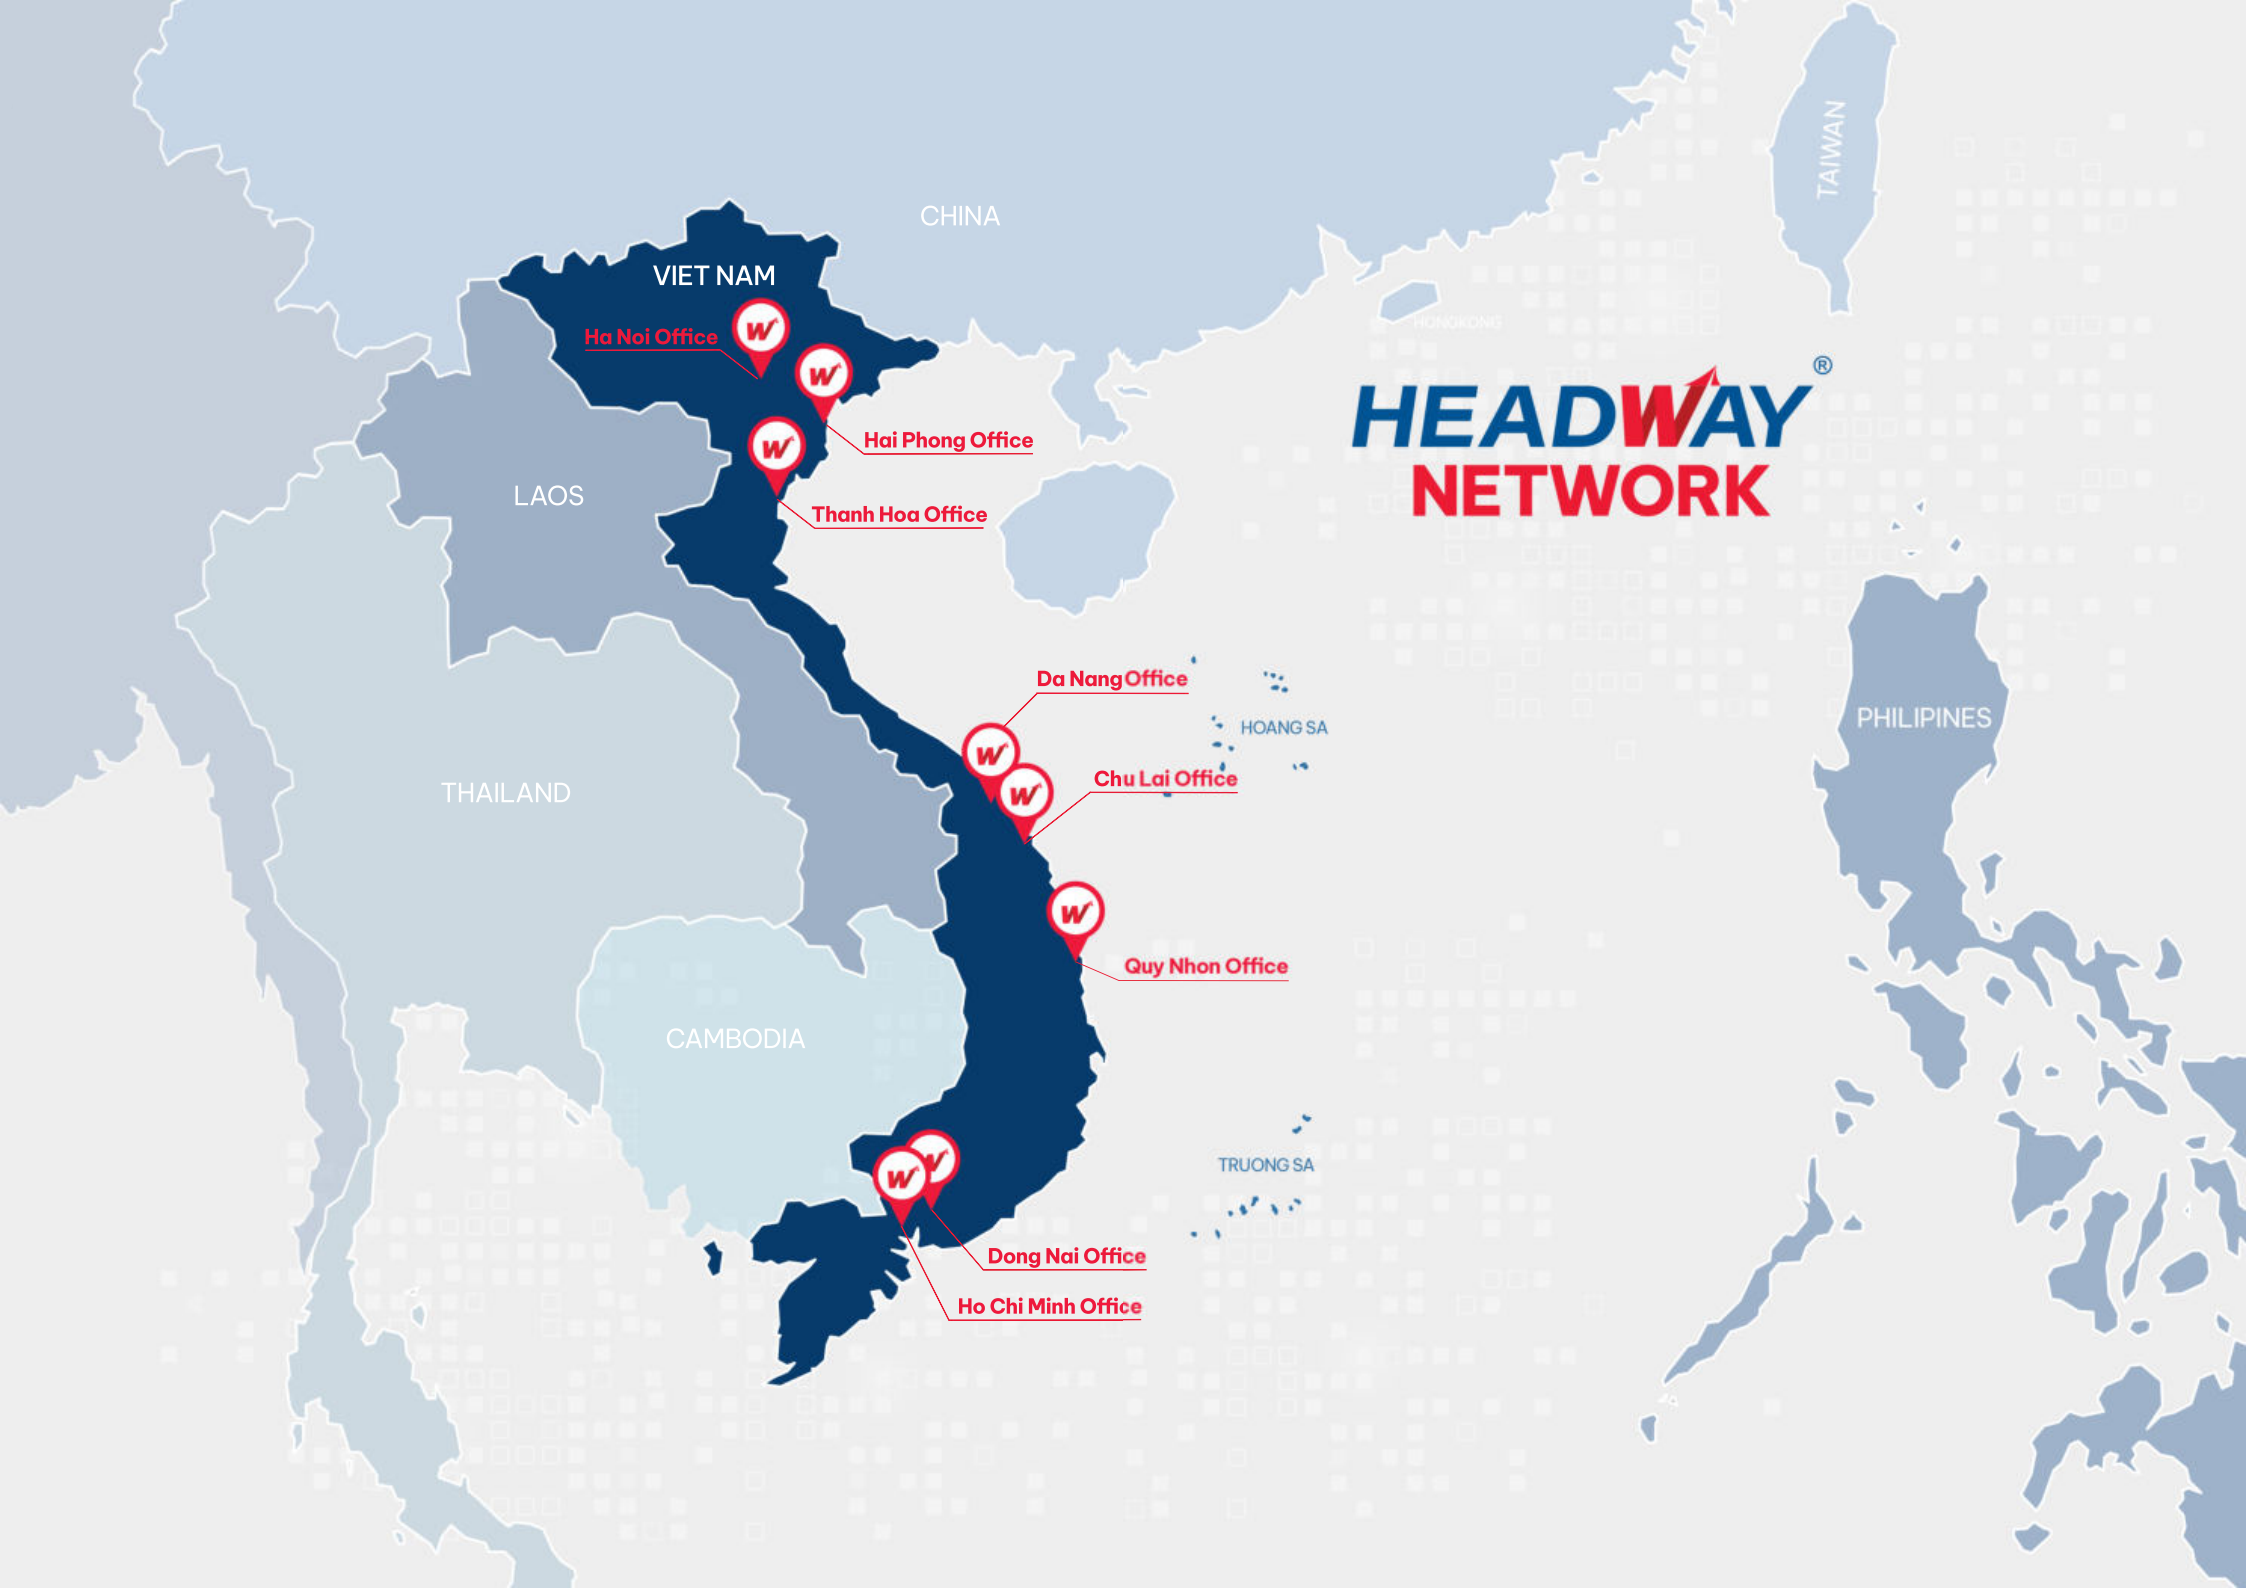 CHINA
TAIWAN
VIET NAM
Ha Noi Office
HONGKONG
HEADWAY®
NETWORK
Hai Phong Office
LAOS
Thanh Hoa Office
Da Nang Office
HOANG SA
PHILIPINES
Chu Lai Office
THAILAND
Quy Nhon Office
CAMBODIA
TRUONG SA
Dong Nai Office
Ho Chi Minh Office